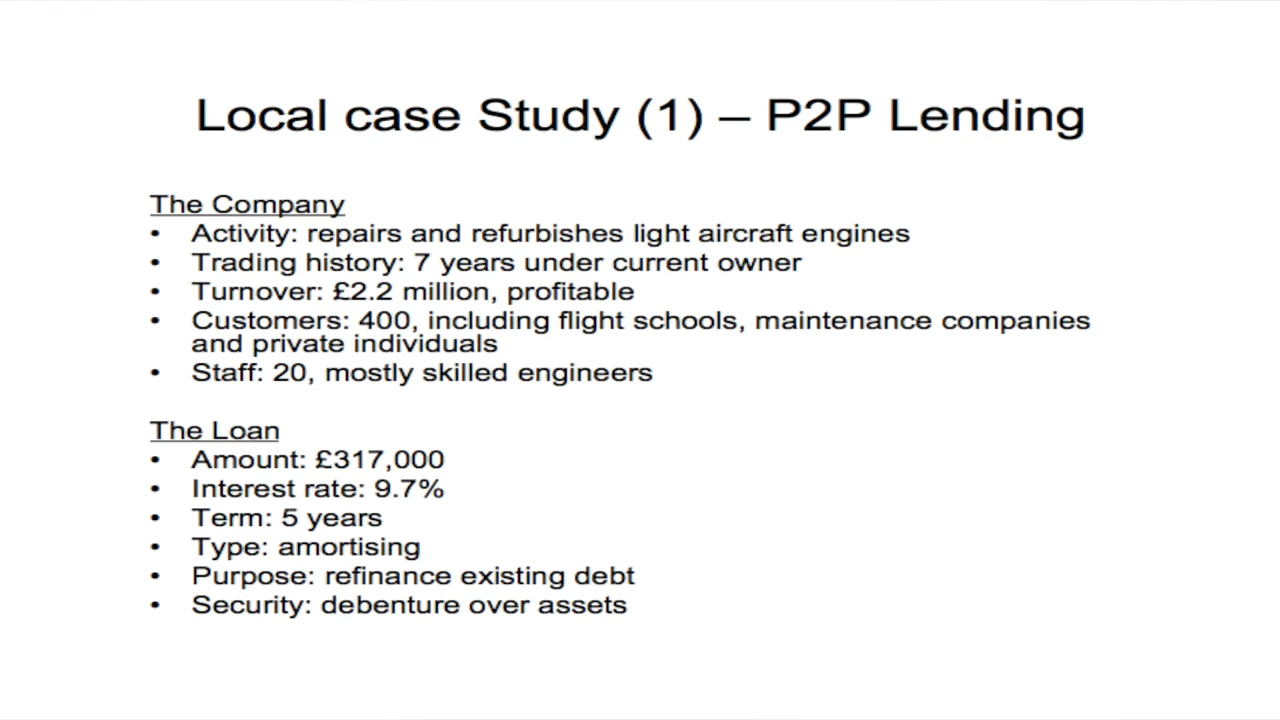 Local case Study (1) – P2P Lending
The Company
• Activity: repairs and refurbishes light aircraft engines
• Trading history: 7 years under current owner
• Turnover: £2.2 million, profitable
• Customers: 400, including flight schools, maintenance companies
and private individuals
• Staff: 20, mostly skilled engineers
The Loan
• Amount: £317,000
• Interest rate: 9.7%
• Term: 5 years
• Type: amortising
• Purpose: refinance existing debt
• Security: debenture over assets